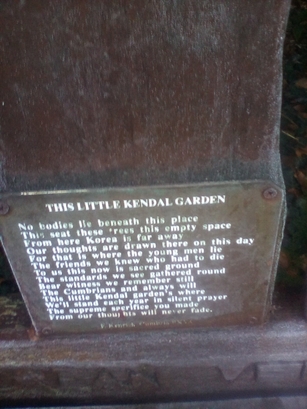 THIS LITTLE KENDAL GARDEN
No bodies lie beneath this place
This seat these trees this empty space
From here Korea is far away
Our thoughts are drawn there on this day
For that is where the young men lie
The friends we knew who had to die
To us this now is sacred ground
The standards we see gathered round
Bear witness we remember still
The Cumbrians and always will
This little Kendal garden's where
We'll stand each year in silent prayer
The supreme sacrifice you made
From our thoughts will never fade.